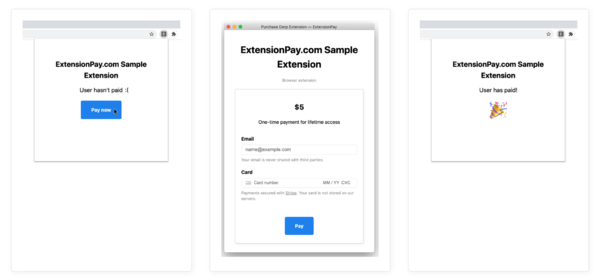 ExtensionPay.com Sample
Extension
User hasn't paid :(
Pay now
Purchase Darp Extension — ExtensionPay
ExtensionPay.com Sample
Extension
Browser extension
$5
One-time payment for lifetime access
Email
name@example.com
Your email is never shared with third parties.
Card
Card number MM / YY CVC
Payments secured with Stripe. Your card is not stored on our
servers.
Pay
ExtensionPay.com Sample
Extension
User has paid!